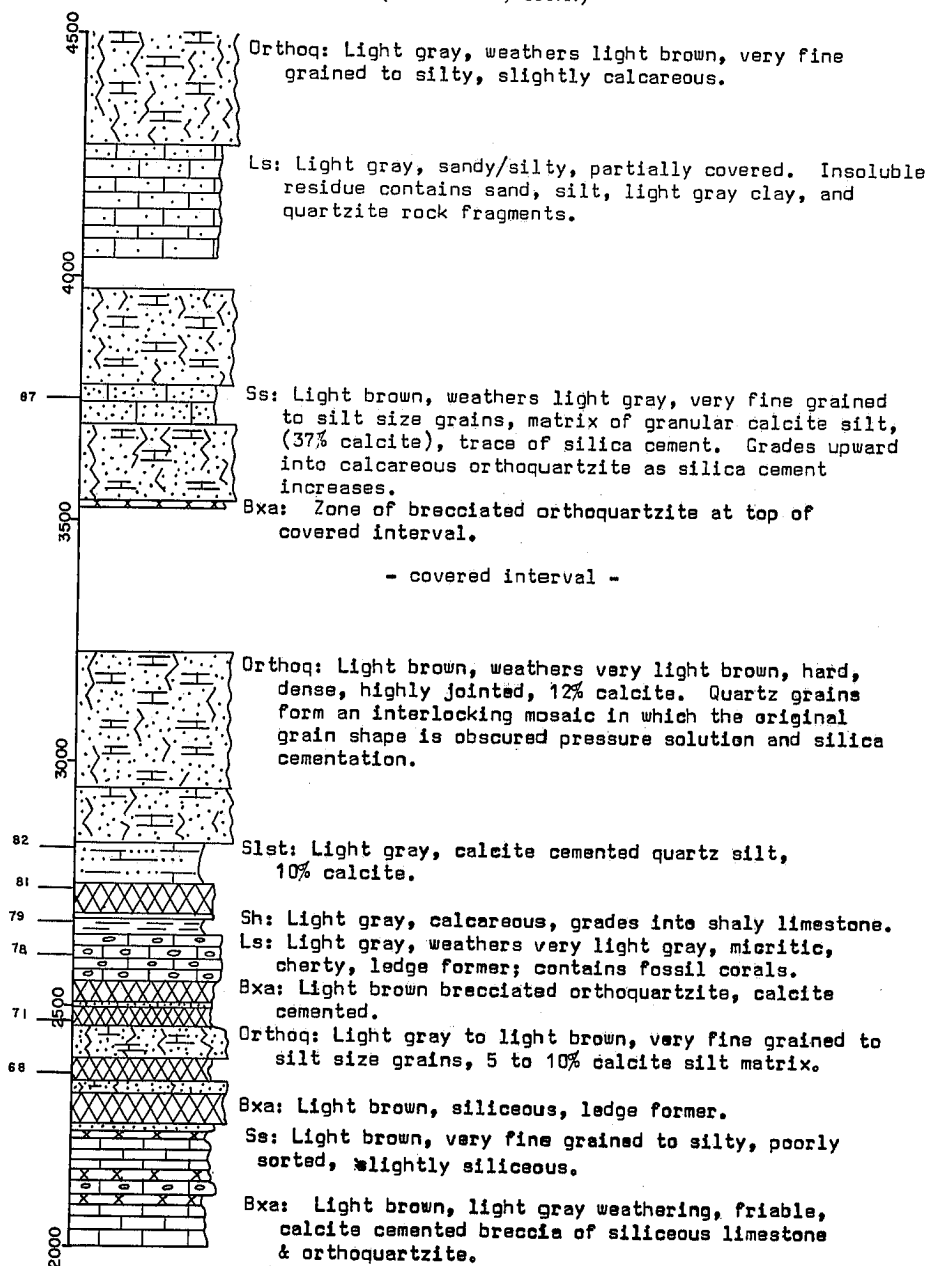 4500
Orthoq: Light gray, weathers light brown, very fine
grained to silty, slightly calcareous.
Ls: Light gray, sandy/silty, partially covered. Insoluble
residue contains sand, silt, light gray clay, and
quartzite rock fragments.
4000
87
Ss: Light brown, weathers light gray, very fine grained
to silt size grains, matrix of granular calcite silt,
(37% calcite), trace of silica cement. Grades upward
into calcareous orthoquartzite as silica cement
increases.
Bxa: Zone of brecciated orthoquartzite at top of
covered interval.
3500
- covered interval -
Orthoq: Light brown, weathers very light brown, hard,
dense, highly jointed, 12% calcite. Quartz grains
form an interlocking mosaic in which the original
grain shape is obscured pressure solution and silica
cementation.
3000
82
Slst: Light gray, calcite cemented quartz silt,
10% calcite.
81
79
Sh: Light gray, calcareous, grades into shaly limestone.
78
Ls: Light gray, weathers very light gray, micritic,
cherty, ledge former; contains fossil corals.
Bxa: Light brown brecciated orthoquartzite, calcite
cemented.
2500
71
Orthoq: Light gray to light brown, very fine grained to
silt size grains, 5 to 10% calcite silt matrix.
68
Bxa: Light brown, siliceous, ledge former.
Ss: Light brown, very fine grained to silty, poorly
sorted, slightly siliceous.
Bxa: Light brown, light gray weathering, friable,
calcite cemented breccia of siliceous limestone
& orthoquartzite.
2000